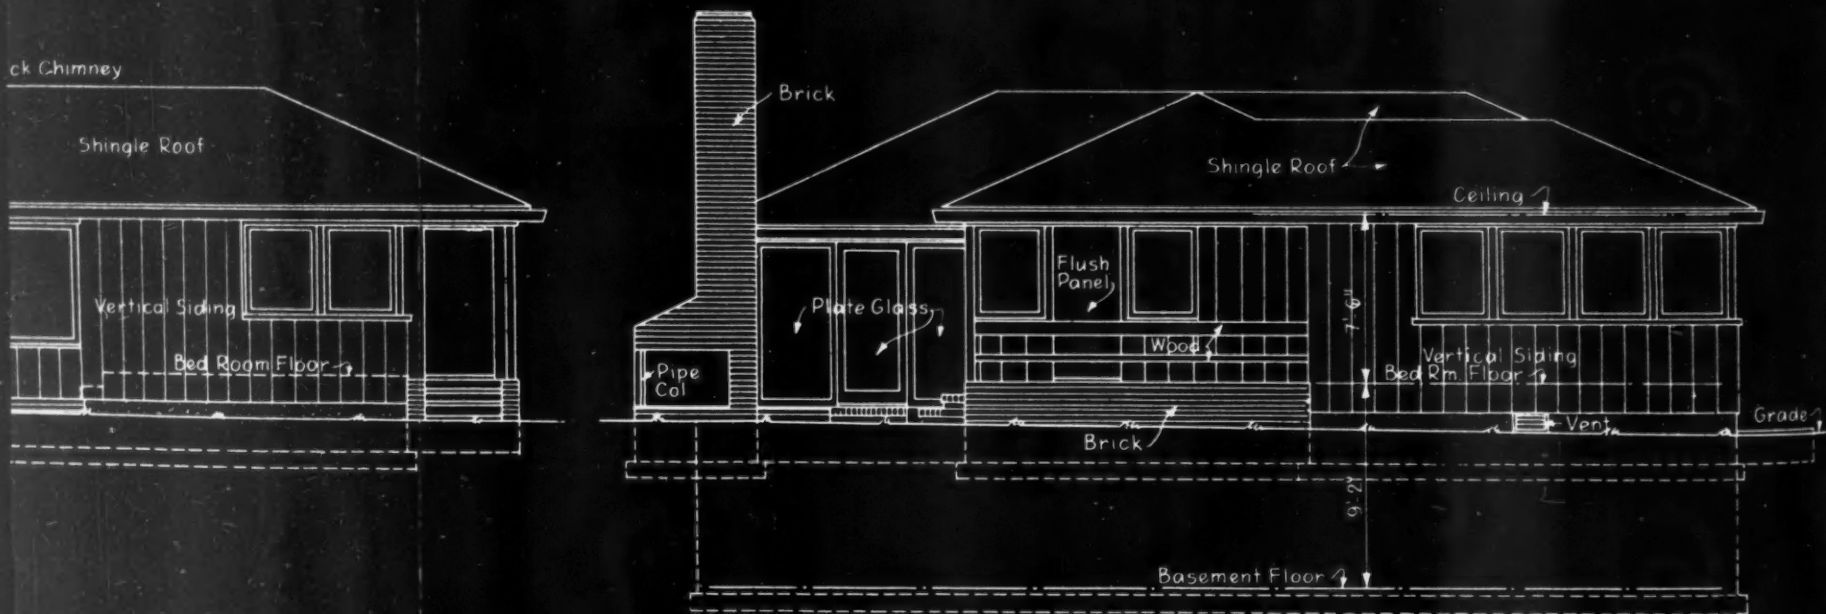 ck Chimney
Shingle Roof
Vertical Siding
Bed Room Floor
Brick
Shingle Roof
Ceiling
Flush
Panel
Plate Glass
Pipe
Col
Wood
7'-6"
Vertical Siding
Bed Rm. Floor
Grade
Vent
Brick
9'-2"
Basement Floor